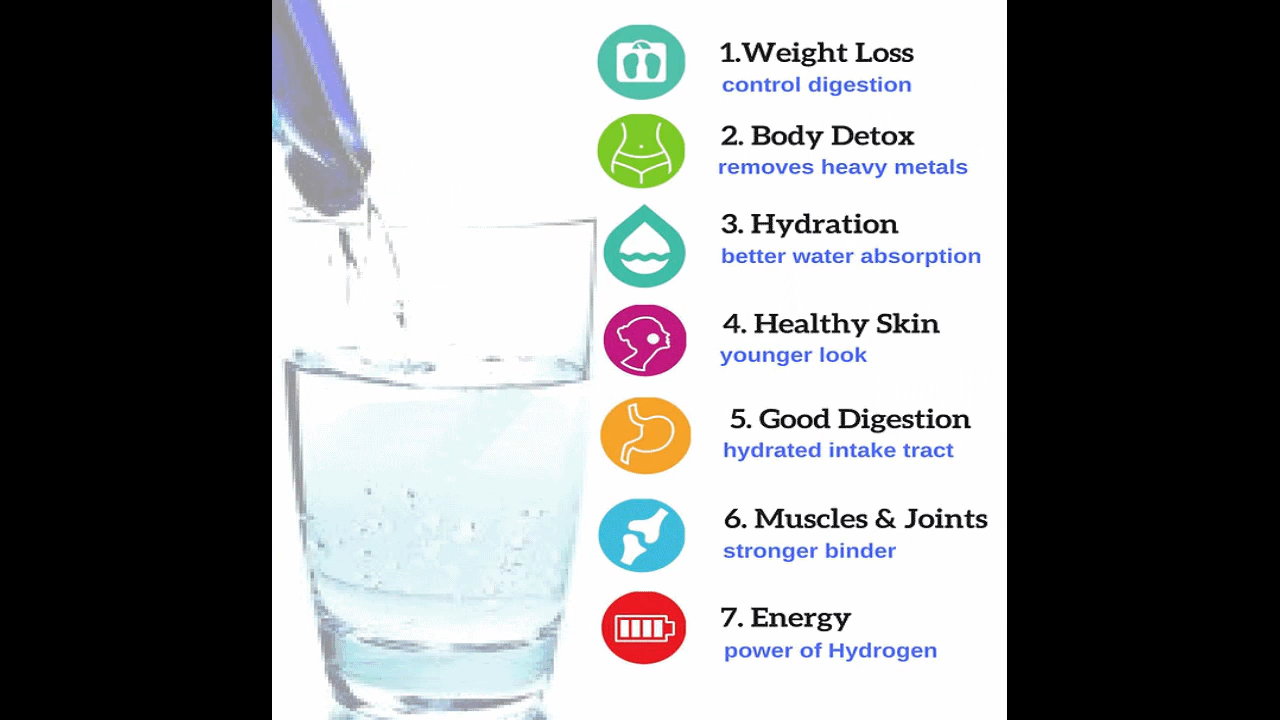 1.Weight Loss
control digestion
2. Body Detox
removes heavy metals
3. Hydration
better water absorption
4. Healthy Skin
younger look
5. Good Digestion
hydrated intake tract
6. Muscles & Joints
stronger binder
7. Energy
power of Hydrogen